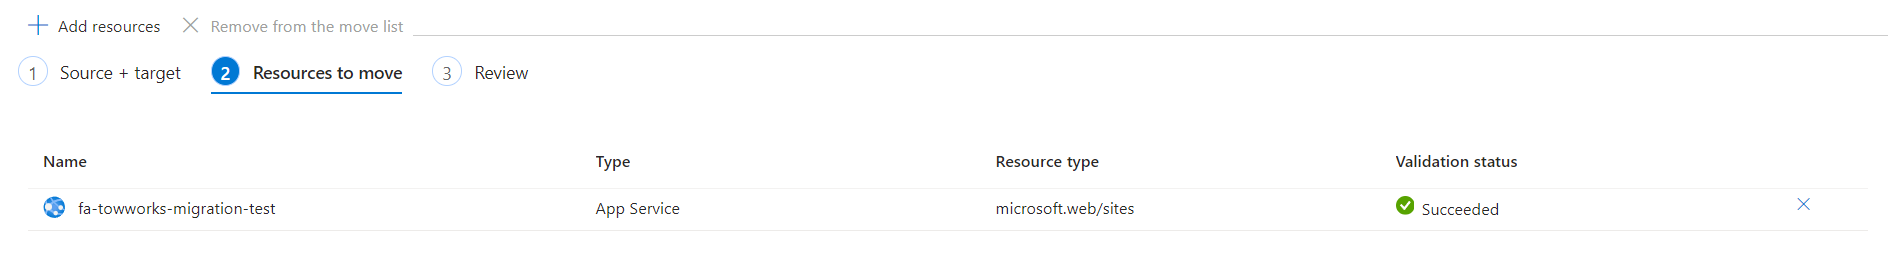 Add resources Remove from the move list
1 Source + target 2 Resources to move 3 Review
Name Type Resource type Validation status
fa-towworks-migration-test App Service microsoft.web/sites Succeeded